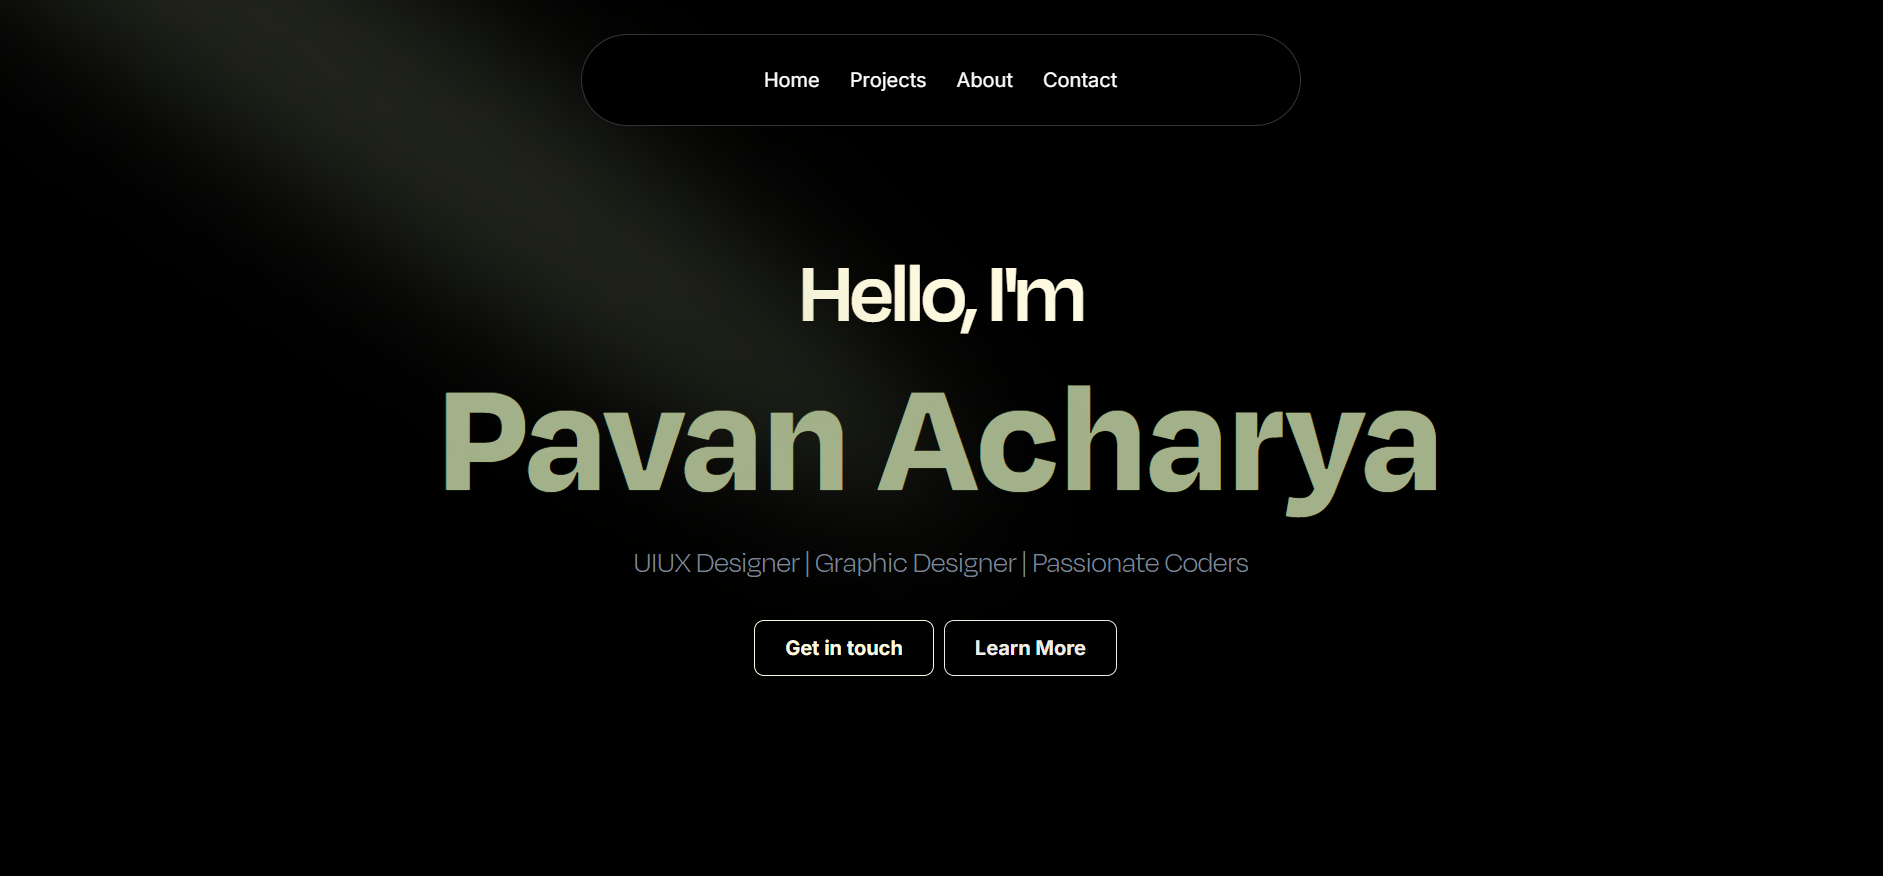 Home Projects About Contact
Hello, I'm
Pavan Acharya
UIUX Designer | Graphic Designer | Passionate Coders
Get in touch Learn More